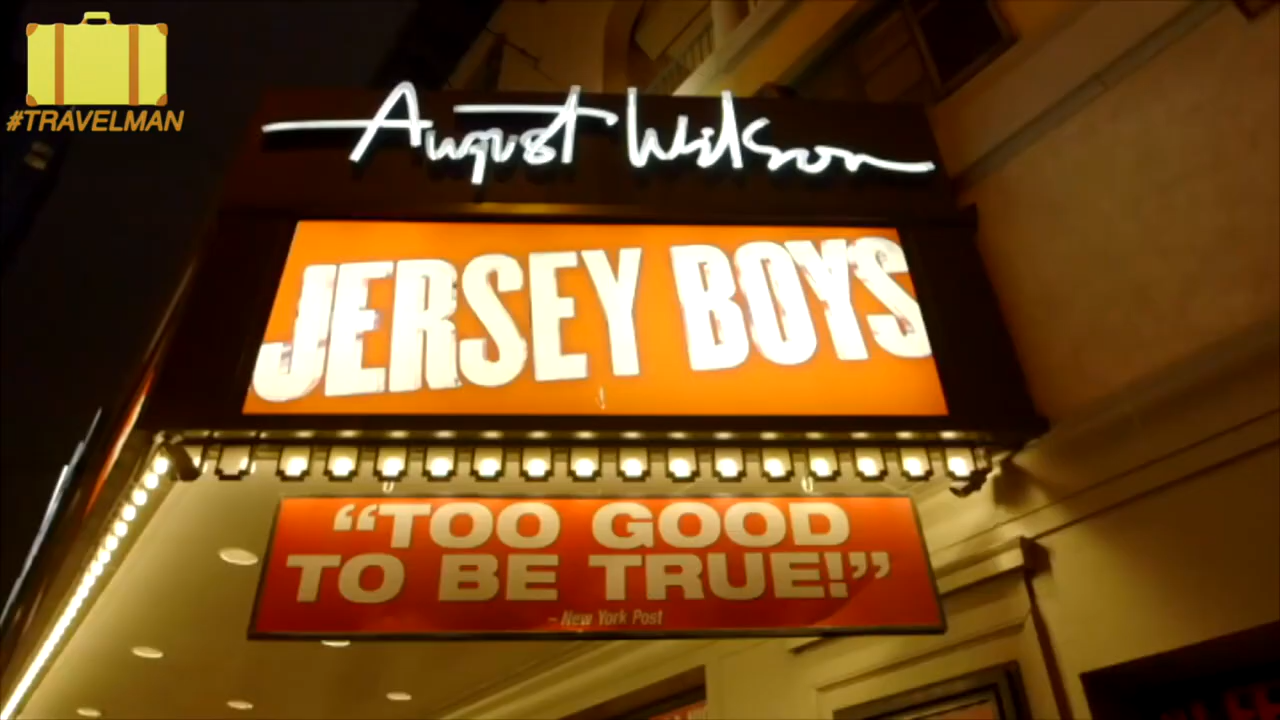 #TRAVELMAN
August Wilson
JERSEY BOYS
“TOO GOOD
TO BE TRUE!”
- New York Post